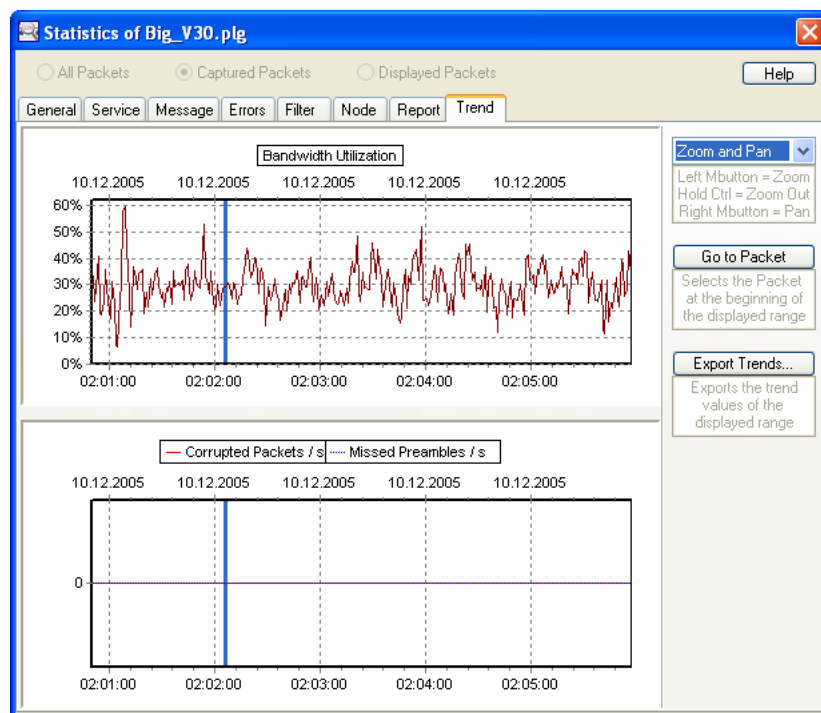 Statistics of Big_V30.plg
All Packets Captured Packets Displayed Packets Help
General Service Message Errors Filter Node Report Trend
Bandwidth Utilization
10.12.2005 10.12.2005 10.12.2005 10.12.2005 10.12.2005
60%
50%
40%
30%
20%
10%
0%
02:01:00 02:02:00 02:03:00 02:04:00 02:05:00
Corrupted Packets / s Missed Preambles / s
10.12.2005 10.12.2005 10.12.2005 10.12.2005 10.12.2005
0
02:01:00 02:02:00 02:03:00 02:04:00 02:05:00
Zoom and Pan
Left Mbutton = Zoom
Hold Ctrl = Zoom Out
Right Mbutton = Pan
Go to Packet
Selects the Packet
at the beginning of
the displayed range
Export Trends...
Exports the trend
values of the
displayed range